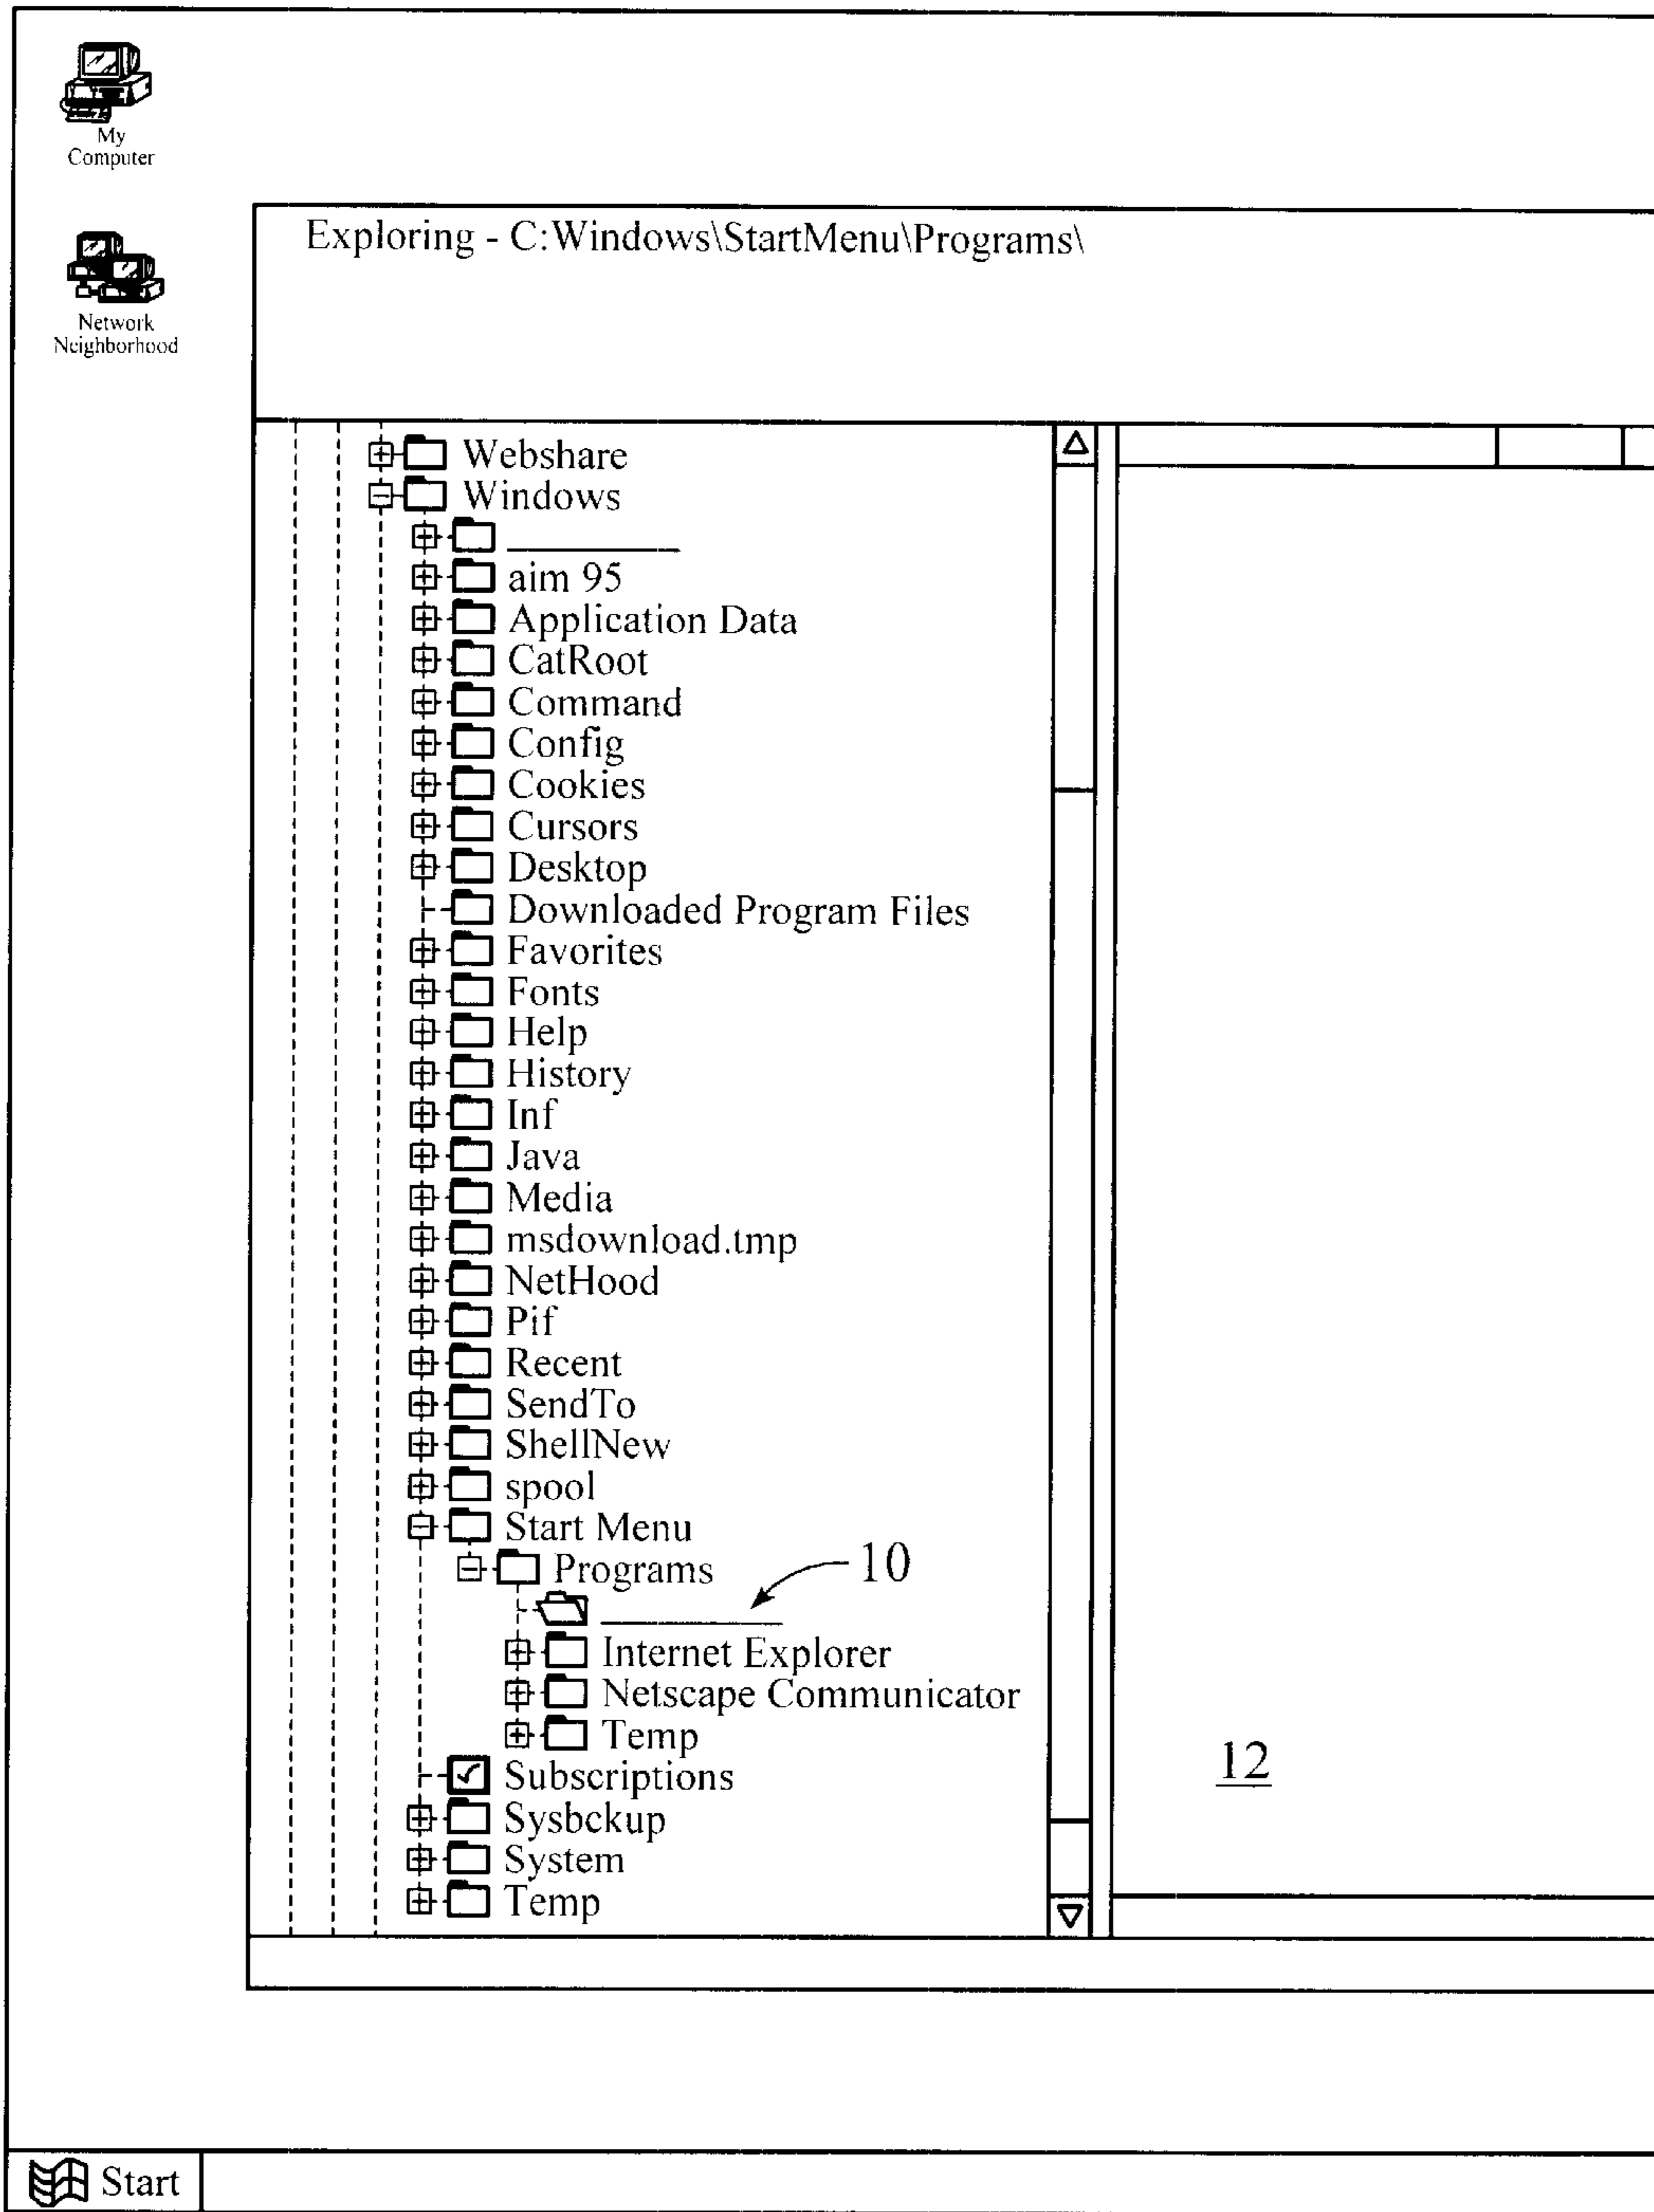 My
Computer
Network
Neighborhood
Exploring - C:Windows\StartMenu\Programs\
Webshare
Windows
aim 95
Application Data
CatRoot
Command
Config
Cookies
Cursors
Desktop
Downloaded Program Files
Favorites
Fonts
Help
History
Inf
Java
Media
msdownload.tmp
NetHood
Pif
Recent
SendTo
ShellNew
spool
Start Menu
Programs
10
Internet Explorer
Netscape Communicator
Temp
12
Subscriptions
Sysbckup
System
Temp
Start